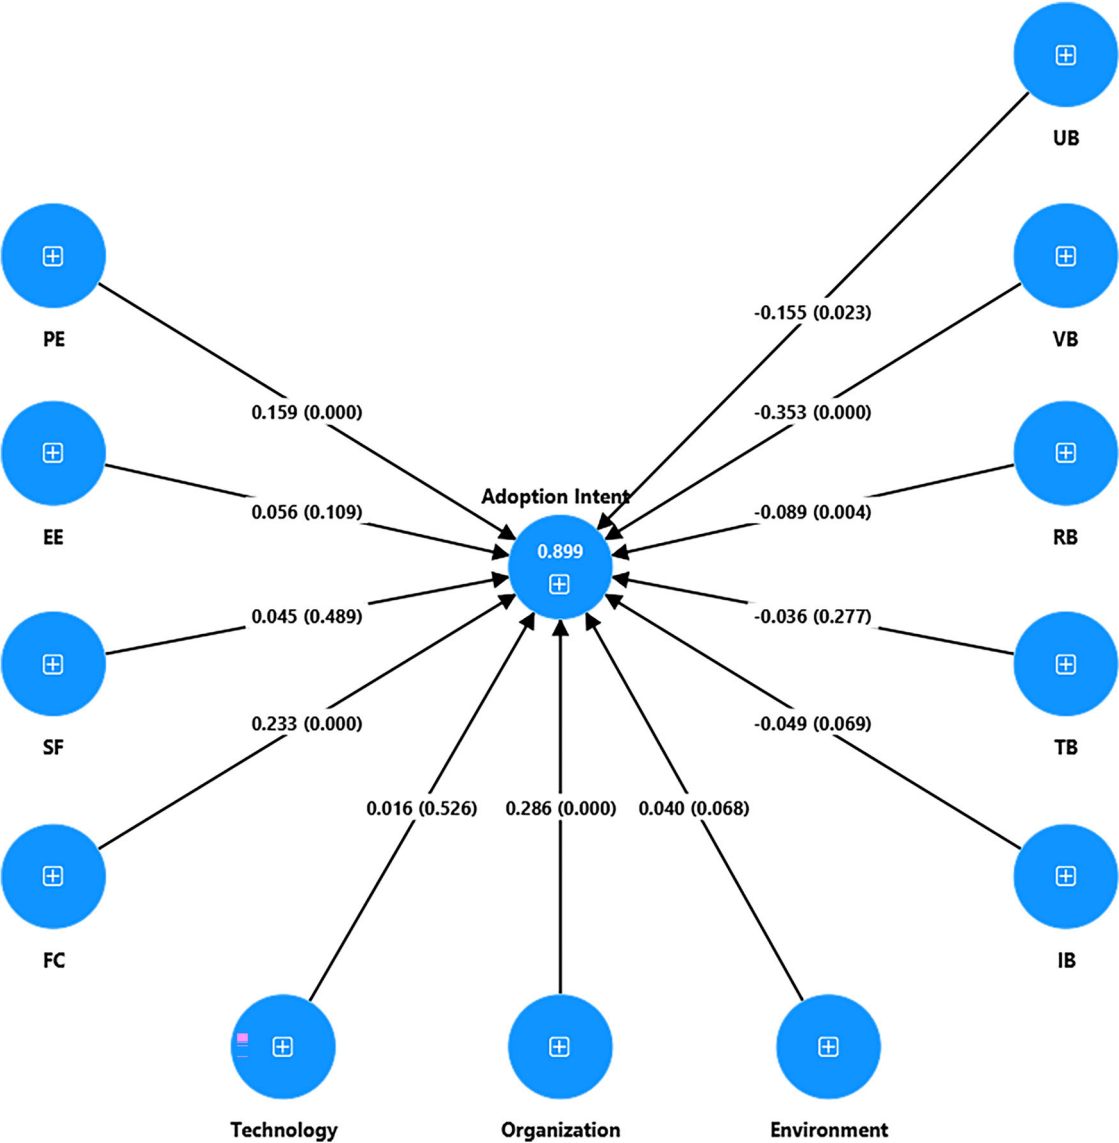 UB
PE
-0.155 (0.023)
VB
0.159 (0.000)
-0.353 (0.000)
Adoption Intent
EE
0.056 (0.109)
-0.089 (0.004)
RB
0.899
0.045 (0.489)
-0.036 (0.277)
SF
0.233 (0.000)
-0.049 (0.069)
TB
0.016 (0.526)
0.286 (0.000)
0.040 (0.068)
FC
IB
Technology
Organization
Environment